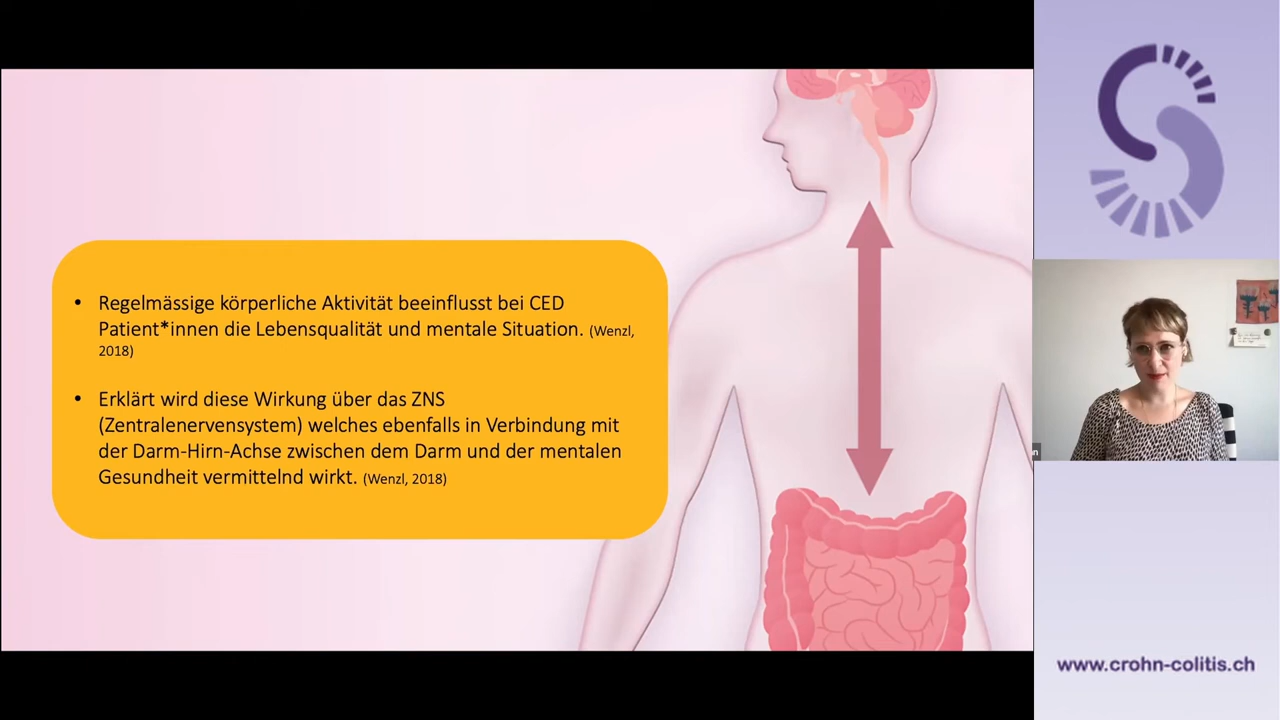 • Regelmässige körperliche Aktivität beeinflusst bei CED
Patient*innen die Lebensqualität und mentale Situation. (Wenzl,
2018)
• Erklärt wird diese Wirkung über das ZNS
(Zentralenervensystem) welches ebenfalls in Verbindung mit
der Darm-Hirn-Achse zwischen dem Darm und der mentalen
Gesundheit vermittelnd wirkt. (Wenzl, 2018)
www.crohn-colitis.ch